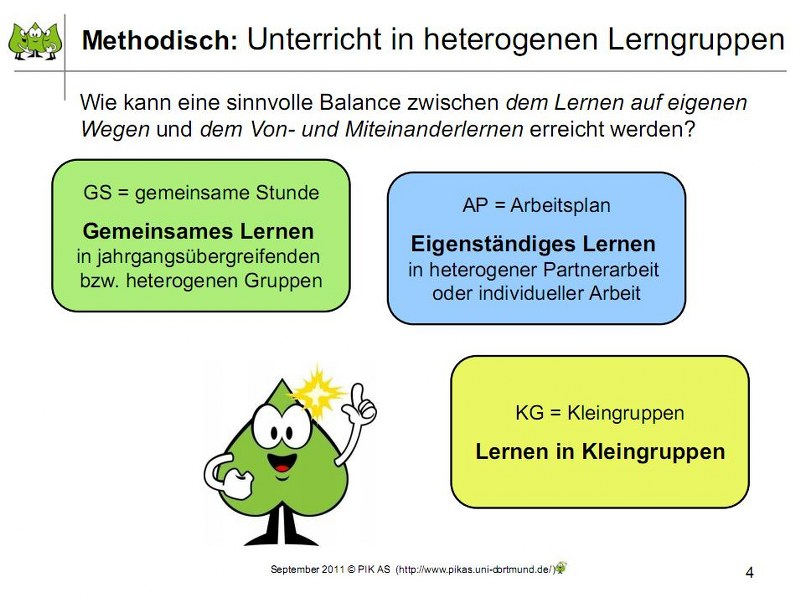 Methodisch: Unterricht in heterogenen Lerngruppen
Wie kann eine sinnvolle Balance zwischen dem Lernen auf eigenen
Wegen und dem Von- und Miteinanderlernen erreicht werden?
GS = gemeinsame Stunde
Gemeinsames Lernen
in jahrgangsübergreifenden
bzw. heterogenen Gruppen
AP = Arbeitsplan
Eigenständiges Lernen
in heterogener Partnerarbeit
oder individueller Arbeit
KG = Kleingruppen
Lernen in Kleingruppen
September 2011 © PIK AS (http://www.pikas.uni-dortmund.de/)
4